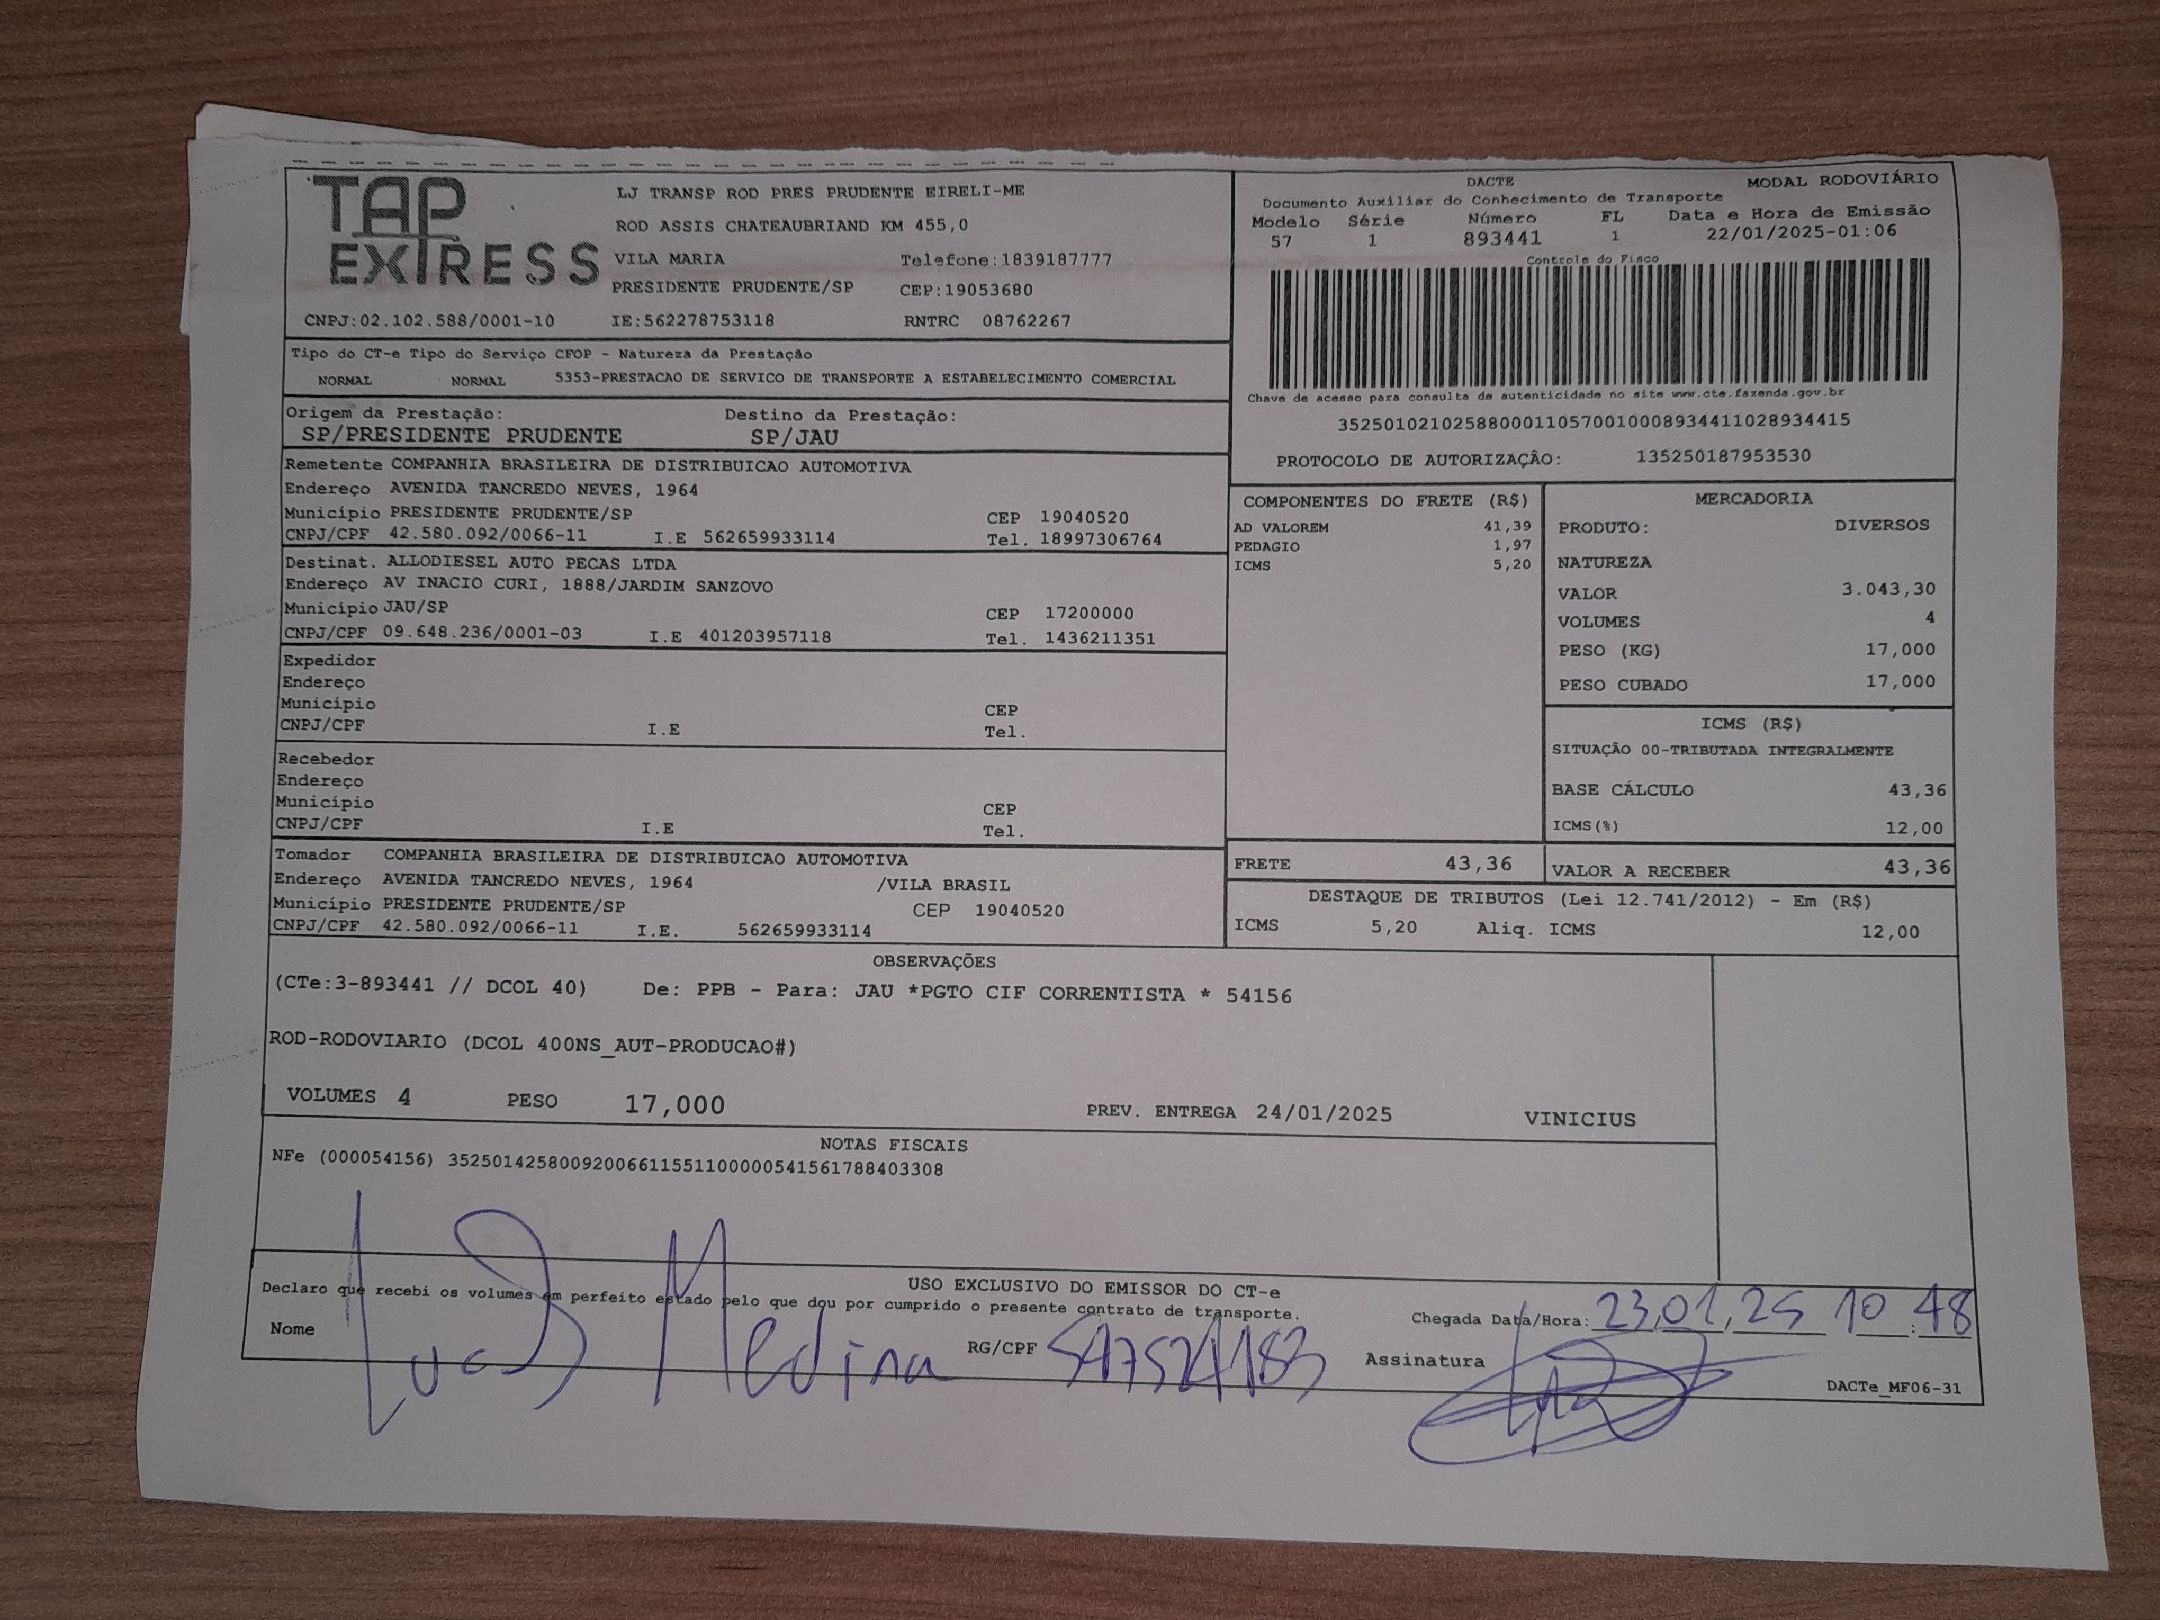 TAP EXPRESS
LJ TRANSP ROD PRES PRUDENTE EIRELI-ME
ROD ASSIS CHATEAUBRIAND KM 455,0
VILA MARIA Telefone:1839187777
PRESIDENTE PRUDENTE/SP CEP:19053680
CNPJ:02.102.588/0001-10 IE:562278753118 RNTRC 08762267
DACTE MODAL RODOVIÁRIO
Documento Auxiliar do Conhecimento de Transporte
Modelo Série Número FL Data e Hora de Emissão
57 1 893441 1 22/01/2025-01:06
Controle do Fisco
Chave de acesso para consulta de autenticidade no site www.cte.fazenda.gov.br
35250102102588000110570010008934411028934415
PROTOCOLO DE AUTORIZAÇÃO: 135250187953530
Tipo do CT-e Tipo do Serviço CFOP - Natureza da Prestação
NORMAL NORMAL 5353-PRESTACAO DE SERVICO DE TRANSPORTE A ESTABELECIMENTO COMERCIAL
Origem da Prestação: Destino da Prestação:
SP/PRESIDENTE PRUDENTE SP/JAU
Remetente COMPANHIA BRASILEIRA DE DISTRIBUICAO AUTOMOTIVA
Endereço AVENIDA TANCREDO NEVES, 1964
Município PRESIDENTE PRUDENTE/SP CEP 19040520
CNPJ/CPF 42.580.092/0066-11 I.E 562659933114 Tel. 18997306764
Destinat. ALLODIESEL AUTO PECAS LTDA
Endereço AV INACIO CURI, 1888/JARDIM SANZOVO
Município JAU/SP CEP 17200000
CNPJ/CPF 09.648.236/0001-03 I.E 401203957118 Tel. 1436211351
Expedidor
Endereço
Município CEP
CNPJ/CPF I.E Tel.
Recebedor
Endereço
Município CEP
CNPJ/CPF I.E Tel.
Tomador COMPANHIA BRASILEIRA DE DISTRIBUICAO AUTOMOTIVA
Endereço AVENIDA TANCREDO NEVES, 1964 /VILA BRASIL
Município PRESIDENTE PRUDENTE/SP CEP 19040520
CNPJ/CPF 42.580.092/0066-11 I.E. 562659933114
COMPONENTES DO FRETE (R$)
AD VALOREM 41,39
PEDAGIO 1,97
ICMS 5,20
MERCADORIA
PRODUTO: DIVERSOS
NATUREZA
VALOR 3.043,30
VOLUMES 4
PESO (KG) 17,000
PESO CUBADO 17,000
ICMS (R$)
SITUAÇÃO 00-TRIBUTADA INTEGRALMENTE
BASE CÁLCULO 43,36
ICMS(%) 12,00
FRETE 43,36 VALOR A RECEBER 43,36
DESTAQUE DE TRIBUTOS (Lei 12.741/2012) - Em (R$)
ICMS 5,20 Aliq. ICMS 12,00
OBSERVAÇÕES
(CTe:3-893441 // DCOL 40) De: PPB - Para: JAU *PGTO CIF CORRENTISTA * 54156
ROD-RODOVIARIO (DCOL 400NS_AUT-PRODUCAO#)
VOLUMES 4 PESO 17,000 PREV. ENTREGA 24/01/2025 VINICIUS
NOTAS FISCAIS
NFe (000054156) 35250142580092006611551100000541561788403308
USO EXCLUSIVO DO EMISSOR DO CT-e
Declaro que recebi os volumes em perfeito estado pelo que dou por cumprido o presente contrato de transporte.
Chegada Data/Hora: 23,01,25 10:48
Nome Lucas Medina RG/CPF 547524183 Assinatura
DACTe_MF06-31